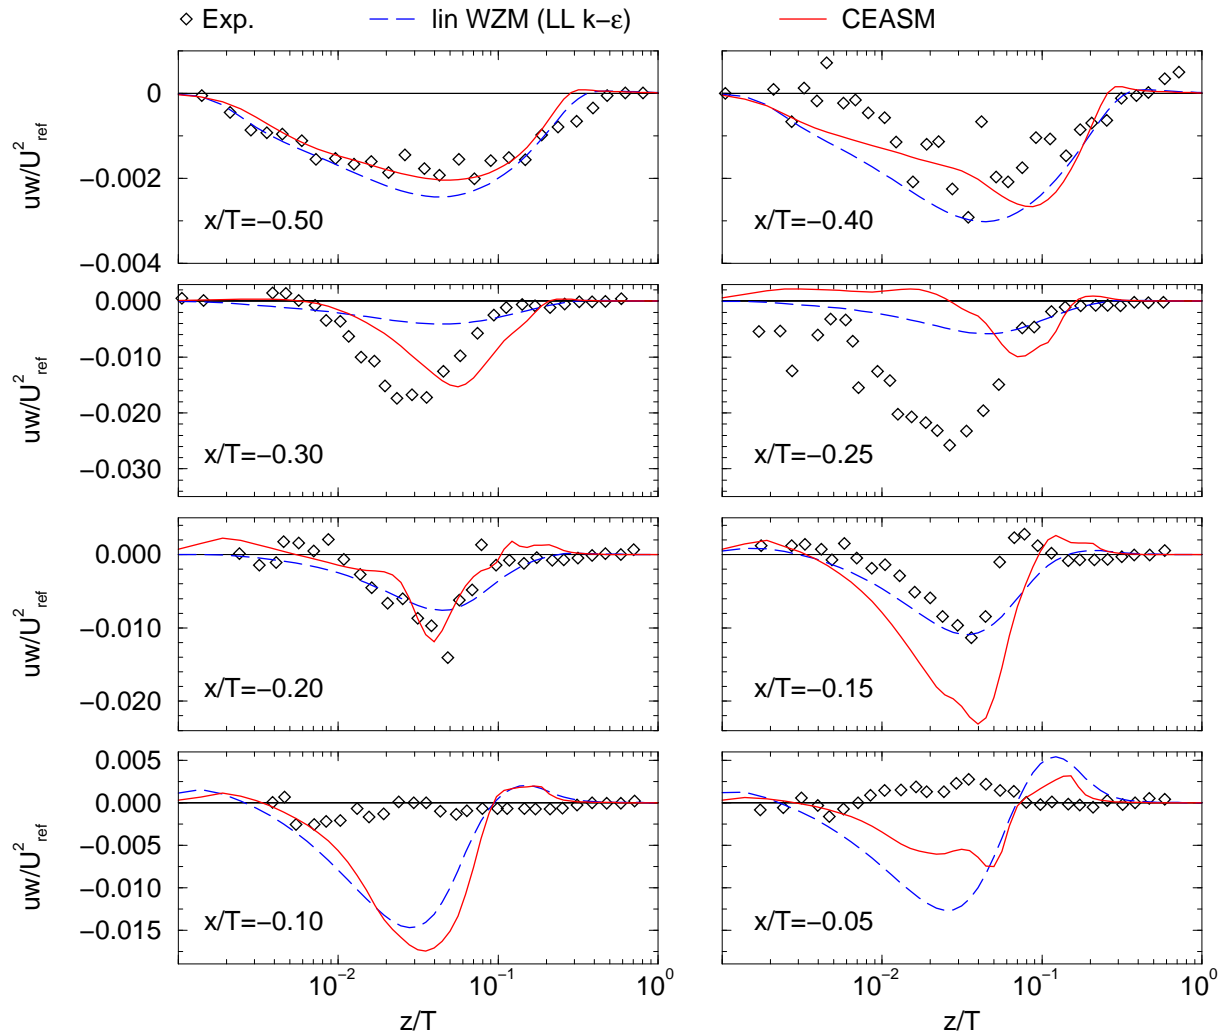 Exp. lin WZM (LL k−ε) CEASM
0
−0.002
−0.004
uw/U²ref
x/T=−0.50
x/T=−0.40
0.000
−0.010
−0.020
−0.030
uw/U²ref
x/T=−0.30
x/T=−0.25
0.000
−0.010
−0.020
uw/U²ref
x/T=−0.20
x/T=−0.15
0.005
0.000
−0.005
−0.010
−0.015
uw/U²ref
x/T=−0.10
x/T=−0.05
10⁻² 10⁻¹ 10⁰ 10⁻² 10⁻¹ 10⁰
z/T z/T